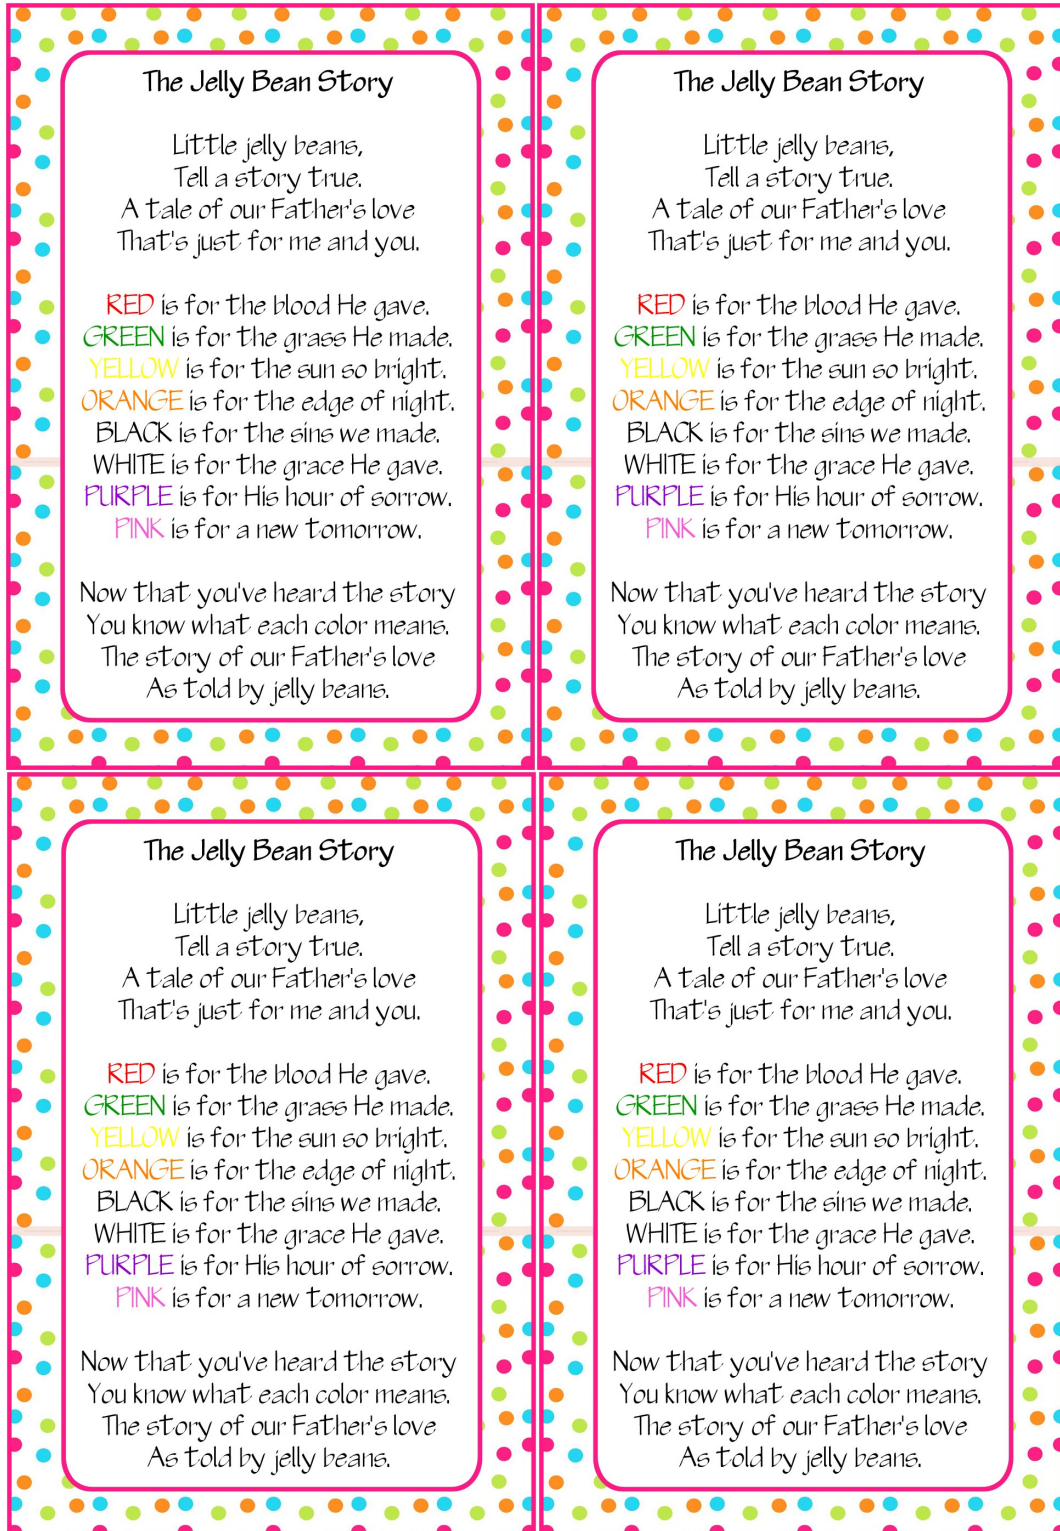 The Jelly Bean Story
Little jelly beans,
Tell a story true.
A tale of our Father's love
That's just for me and you.
RED is for the blood He gave.
GREEN is for the grass He made.
YELLOW is for the sun so bright.
ORANGE is for the edge of night.
BLACK is for the sins we made.
WHITE is for the grace He gave.
PURPLE is for His hour of sorrow.
PINK is for a new tomorrow.
Now that you've heard the story
You know what each color means.
The story of our Father's love
As told by jelly beans.
The Jelly Bean Story
Little jelly beans,
Tell a story true.
A tale of our Father's love
That's just for me and you.
RED is for the blood He gave.
GREEN is for the grass He made.
YELLOW is for the sun so bright.
ORANGE is for the edge of night.
BLACK is for the sins we made.
WHITE is for the grace He gave.
PURPLE is for His hour of sorrow.
PINK is for a new tomorrow.
Now that you've heard the story
You know what each color means.
The story of our Father's love
As told by jelly beans.
The Jelly Bean Story
Little jelly beans,
Tell a story true.
A tale of our Father's love
That's just for me and you.
RED is for the blood He gave.
GREEN is for the grass He made.
YELLOW is for the sun so bright.
ORANGE is for the edge of night.
BLACK is for the sins we made.
WHITE is for the grace He gave.
PURPLE is for His hour of sorrow.
PINK is for a new tomorrow.
Now that you've heard the story
You know what each color means.
The story of our Father's love
As told by jelly beans.
The Jelly Bean Story
Little jelly beans,
Tell a story true.
A tale of our Father's love
That's just for me and you.
RED is for the blood He gave.
GREEN is for the grass He made.
YELLOW is for the sun so bright.
ORANGE is for the edge of night.
BLACK is for the sins we made.
WHITE is for the grace He gave.
PURPLE is for His hour of sorrow.
PINK is for a new tomorrow.
Now that you've heard the story
You know what each color means.
The story of our Father's love
As told by jelly beans.